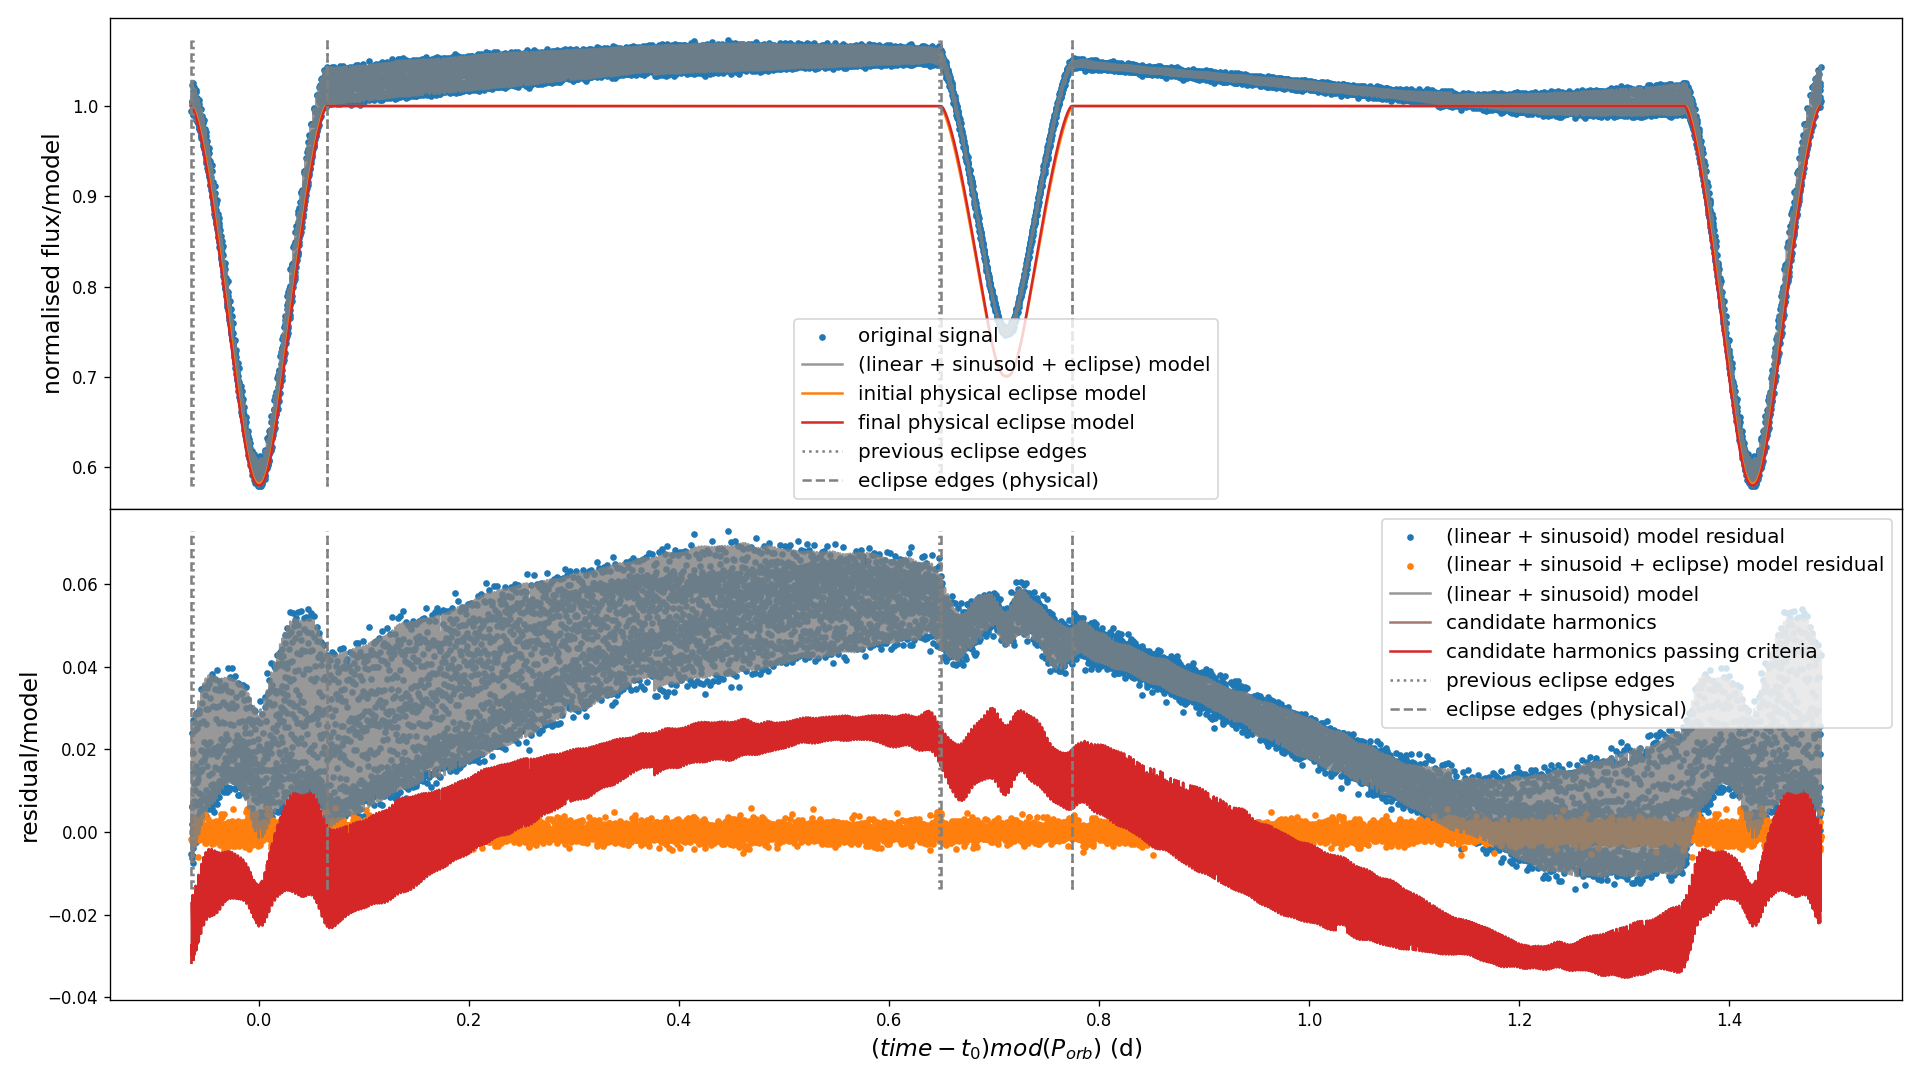 normalised flux/model
1.0
0.9
0.8
0.7
0.6
original signal
(linear + sinusoid + eclipse) model
initial physical eclipse model
final physical eclipse model
previous eclipse edges
eclipse edges (physical)
residual/model
0.06
0.04
0.02
0.00
−0.02
−0.04
(linear + sinusoid) model residual
(linear + sinusoid + eclipse) model residual
(linear + sinusoid) model
candidate harmonics
candidate harmonics passing criteria
previous eclipse edges
eclipse edges (physical)
0.0 0.2 0.4 0.6 0.8 1.0 1.2 1.4
(time − t₀)mod(Pₒᵣb) (d)